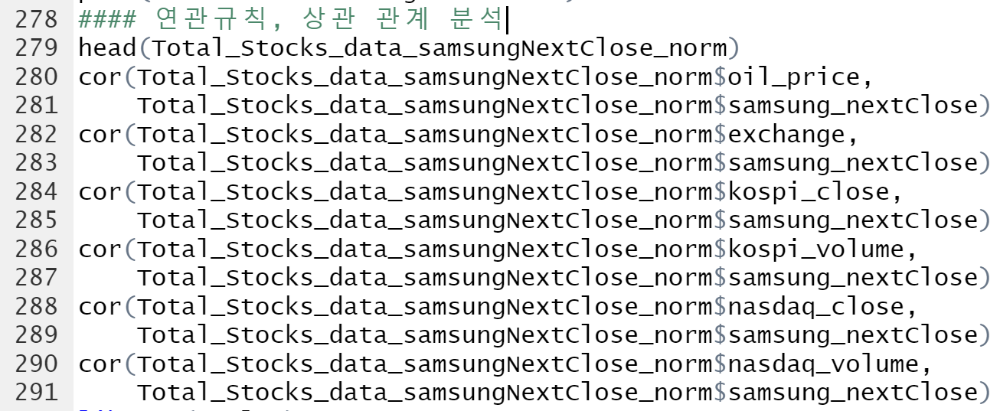 278 #### 연관규칙, 상관 관계 분석
279 head(Total_Stocks_data_samsungNextClose_norm)
280 cor(Total_Stocks_data_samsungNextClose_norm$oil_price,
281     Total_Stocks_data_samsungNextClose_norm$samsung_nextClose)
282 cor(Total_Stocks_data_samsungNextClose_norm$exchange,
283     Total_Stocks_data_samsungNextClose_norm$samsung_nextClose)
284 cor(Total_Stocks_data_samsungNextClose_norm$kospi_close,
285     Total_Stocks_data_samsungNextClose_norm$samsung_nextClose)
286 cor(Total_Stocks_data_samsungNextClose_norm$kospi_volume,
287     Total_Stocks_data_samsungNextClose_norm$samsung_nextClose)
288 cor(Total_Stocks_data_samsungNextClose_norm$nasdaq_close,
289     Total_Stocks_data_samsungNextClose_norm$samsung_nextClose)
290 cor(Total_Stocks_data_samsungNextClose_norm$nasdaq_volume,
291     Total_Stocks_data_samsungNextClose_norm$samsung_nextClose)